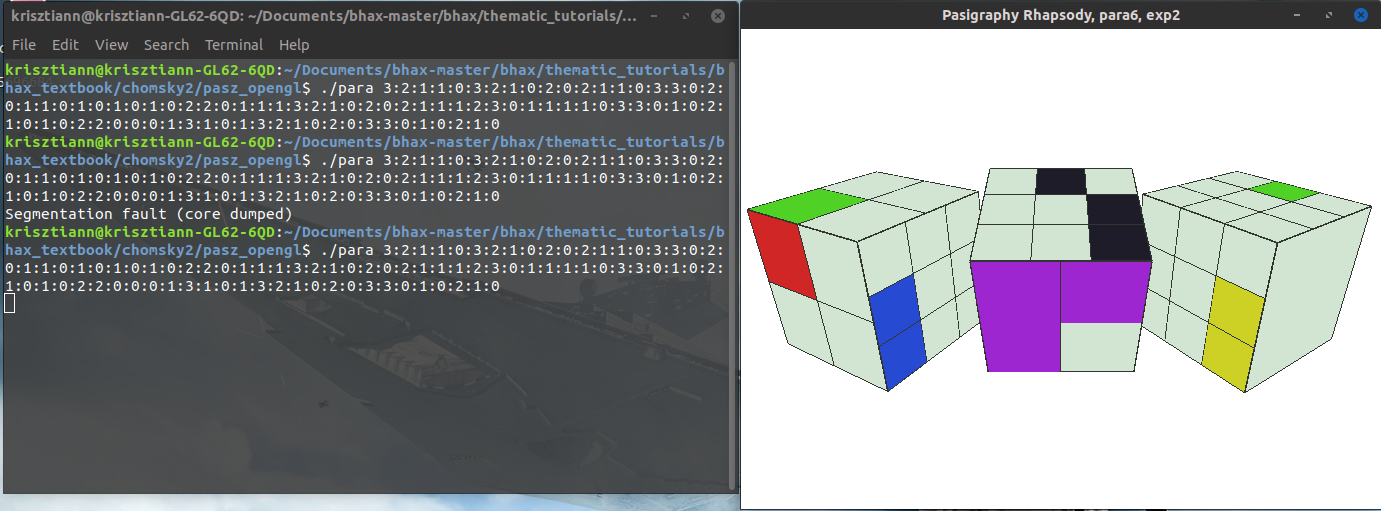 krisztiann@krisztiann-GL62-6QD: ~/Documents/bhax-master/bhax/thematic_tutorials/...
File Edit View Search Terminal Help
krisztiann@krisztiann-GL62-6QD:~/Documents/bhax-master/bhax/thematic_tutorials/b
hax_textbook/chomsky2/pasz_opengl$ ./para 3:2:1:1:0:3:2:1:0:2:0:2:1:1:0:3:3:0:2:
0:1:1:0:1:0:1:0:1:0:2:2:0:1:1:1:3:2:1:0:2:0:2:1:1:1:2:3:0:1:1:1:1:0:3:3:0:1:0:2:
1:0:1:0:2:2:0:0:0:1:3:1:0:1:3:2:1:0:2:0:3:3:0:1:0:2:1:0
krisztiann@krisztiann-GL62-6QD:~/Documents/bhax-master/bhax/thematic_tutorials/b
hax_textbook/chomsky2/pasz_opengl$ ./para 3:2:1:1:0:3:2:1:0:2:0:2:1:1:0:3:3:0:2:
0:1:1:0:1:0:1:0:1:0:2:2:0:1:1:1:3:2:1:0:2:0:2:1:1:1:2:3:0:1:1:1:1:0:3:3:0:1:0:2:
1:0:1:0:2:2:0:0:0:1:3:1:0:1:3:2:1:0:2:0:3:3:0:1:0:2:1:0
Segmentation fault (core dumped)
krisztiann@krisztiann-GL62-6QD:~/Documents/bhax-master/bhax/thematic_tutorials/b
hax_textbook/chomsky2/pasz_opengl$ ./para 3:2:1:1:0:3:2:1:0:2:0:2:1:1:0:3:3:0:2:
0:1:1:0:1:0:1:0:1:0:2:2:0:1:1:1:3:2:1:0:2:0:2:1:1:1:2:3:0:1:1:1:1:0:3:3:0:1:0:2:
1:0:1:0:2:2:0:0:0:1:3:1:0:1:3:2:1:0:2:0:3:3:0:1:0:2:1:0
Pasigraphy Rhapsody, para6, exp2